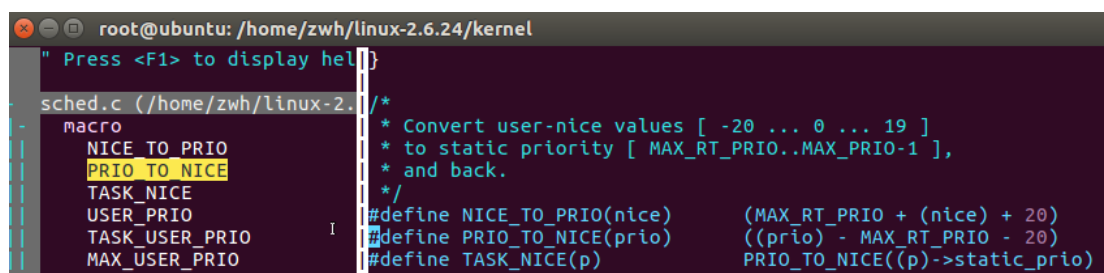 root@ubuntu: /home/zwh/linux-2.6.24/kernel
" Press <F1> to display hel
sched.c (/home/zwh/linux-2.
- macro
|| NICE_TO_PRIO
|| PRIO_TO_NICE
|| TASK_NICE
|| USER_PRIO
|| TASK_USER_PRIO
|| MAX_USER_PRIO
}
/*
 * Convert user-nice values [ -20 ... 0 ... 19 ]
 * to static priority [ MAX_RT_PRIO..MAX_PRIO-1 ],
 * and back.
 */
#define NICE_TO_PRIO(nice)      (MAX_RT_PRIO + (nice) + 20)
#define PRIO_TO_NICE(prio)      ((prio) - MAX_RT_PRIO - 20)
#define TASK_NICE(p)            PRIO_TO_NICE((p)->static_prio)